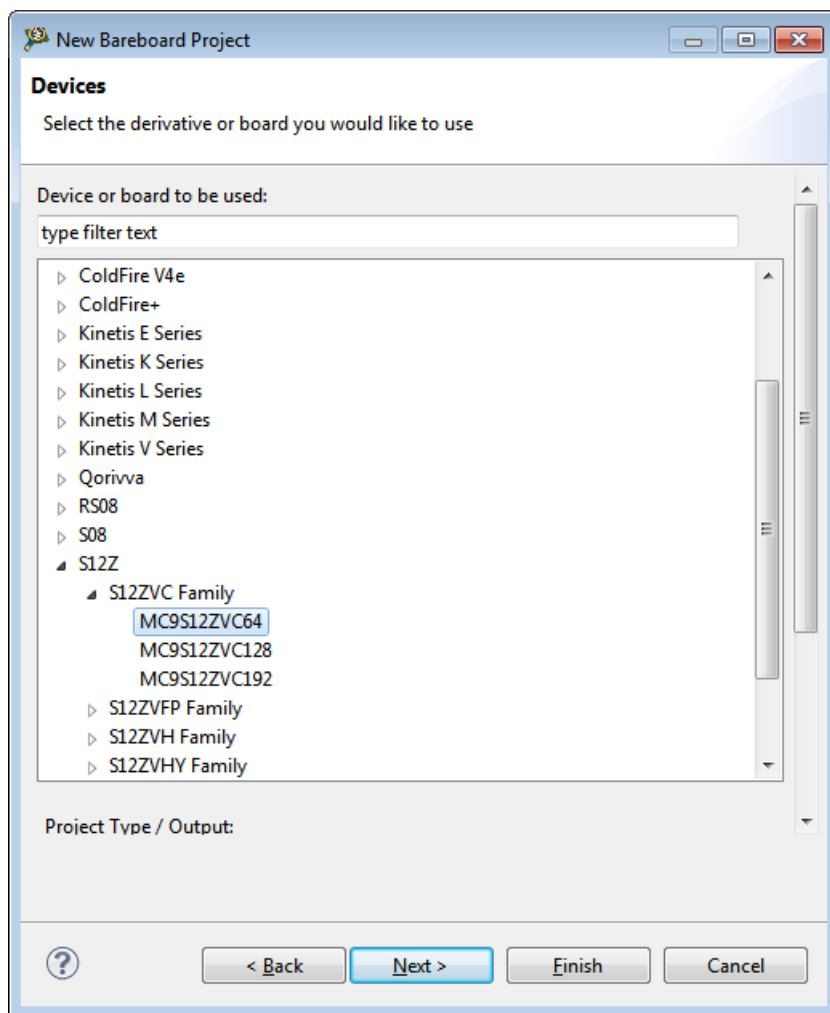 New Bareboard Project
Devices
Select the derivative or board you would like to use
Device or board to be used:
type filter text
ColdFire V4e
ColdFire+
Kinetis E Series
Kinetis K Series
Kinetis L Series
Kinetis M Series
Kinetis V Series
Qorivva
RS08
S08
S12Z
S12ZVC Family
MC9S12ZVC64
MC9S12ZVC128
MC9S12ZVC192
S12ZVFP Family
S12ZVH Family
S12ZVHY Family
Project Type / Output:
? < Back Next > Finish Cancel